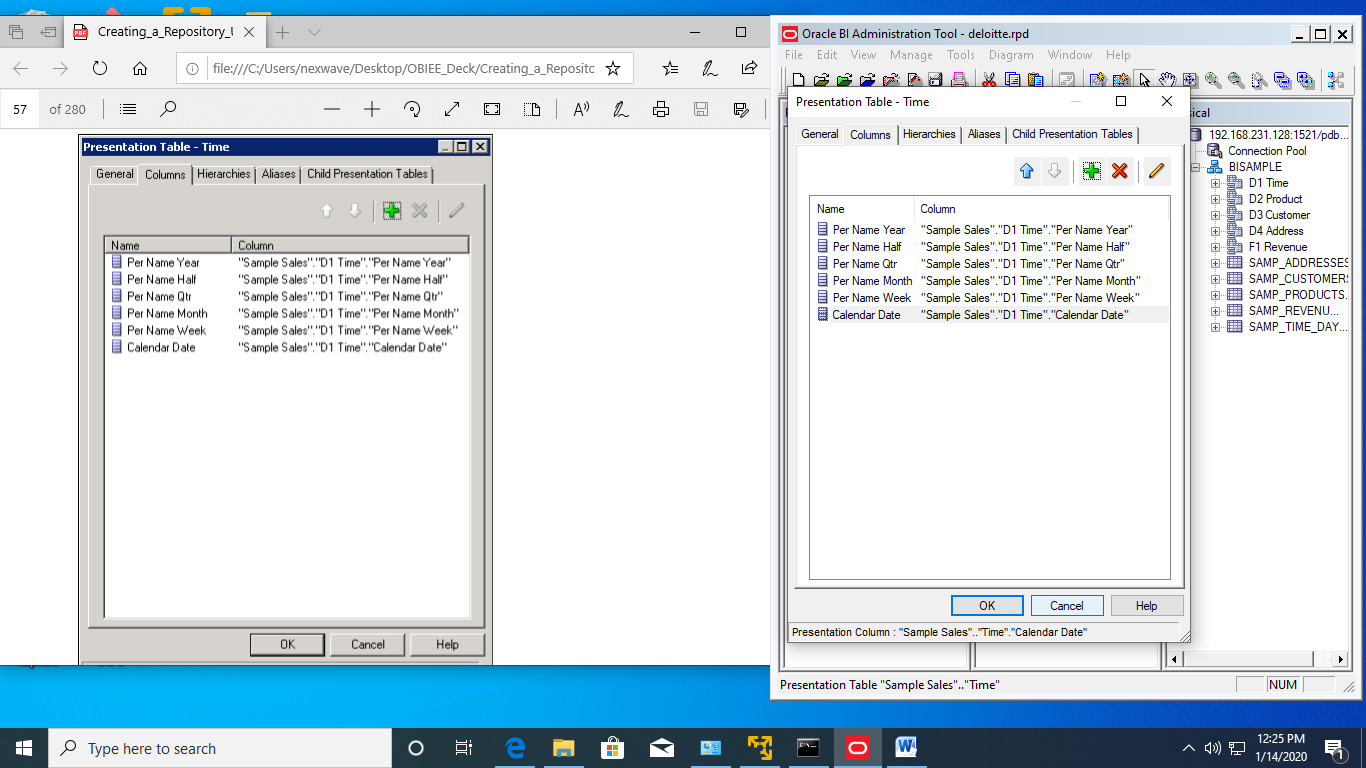 Creating_a_Repository_U
file:///C:/Users/nexwave/Desktop/OBIEE_Deck/Creating_a_Repositc
57 of 280
Presentation Table - Time
General Columns Hierarchies Aliases Child Presentation Tables
Name Column
Per Name Year "Sample Sales"."D1 Time"."Per Name Year"
Per Name Half "Sample Sales"."D1 Time"."Per Name Half"
Per Name Qtr "Sample Sales"."D1 Time"."Per Name Qtr"
Per Name Month "Sample Sales"."D1 Time"."Per Name Month"
Per Name Week "Sample Sales"."D1 Time"."Per Name Week"
Calendar Date "Sample Sales"."D1 Time"."Calendar Date"
OK Cancel Help
Oracle BI Administration Tool - deloitte.rpd
File Edit View Manage Tools Diagram Window Help
Presentation Table - Time
General Columns Hierarchies Aliases Child Presentation Tables
Name Column
Per Name Year "Sample Sales"."D1 Time"."Per Name Year"
Per Name Half "Sample Sales"."D1 Time"."Per Name Half"
Per Name Qtr "Sample Sales"."D1 Time"."Per Name Qtr"
Per Name Month "Sample Sales"."D1 Time"."Per Name Month"
Per Name Week "Sample Sales"."D1 Time"."Per Name Week"
Calendar Date "Sample Sales"."D1 Time"."Calendar Date"
OK Cancel Help
Presentation Column : "Sample Sales".."Time"."Calendar Date"
sical
192.168.231.128:1521/pdb...
Connection Pool
BISAMPLE
D1 Time
D2 Product
D3 Customer
D4 Address
F1 Revenue
SAMP_ADDRESSES
SAMP_CUSTOMERS
SAMP_PRODUCTS...
SAMP_REVENU...
SAMP_TIME_DAY...
Presentation Table "Sample Sales".."Time"
NUM
Type here to search
12:25 PM
1/14/2020
1